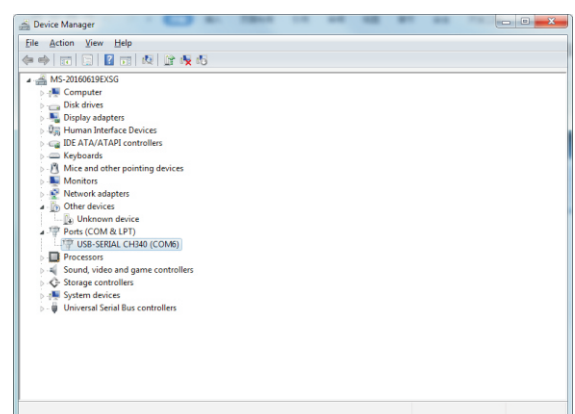 Device Manager
File Action View Help
MS-20160619EXSG
Computer
Disk drives
Display adapters
Human Interface Devices
IDE ATA/ATAPI controllers
Keyboards
Mice and other pointing devices
Monitors
Network adapters
Other devices
Unknown device
Ports (COM & LPT)
USB-SERIAL CH340 (COM6)
Processors
Sound, video and game controllers
Storage controllers
System devices
Universal Serial Bus controllers